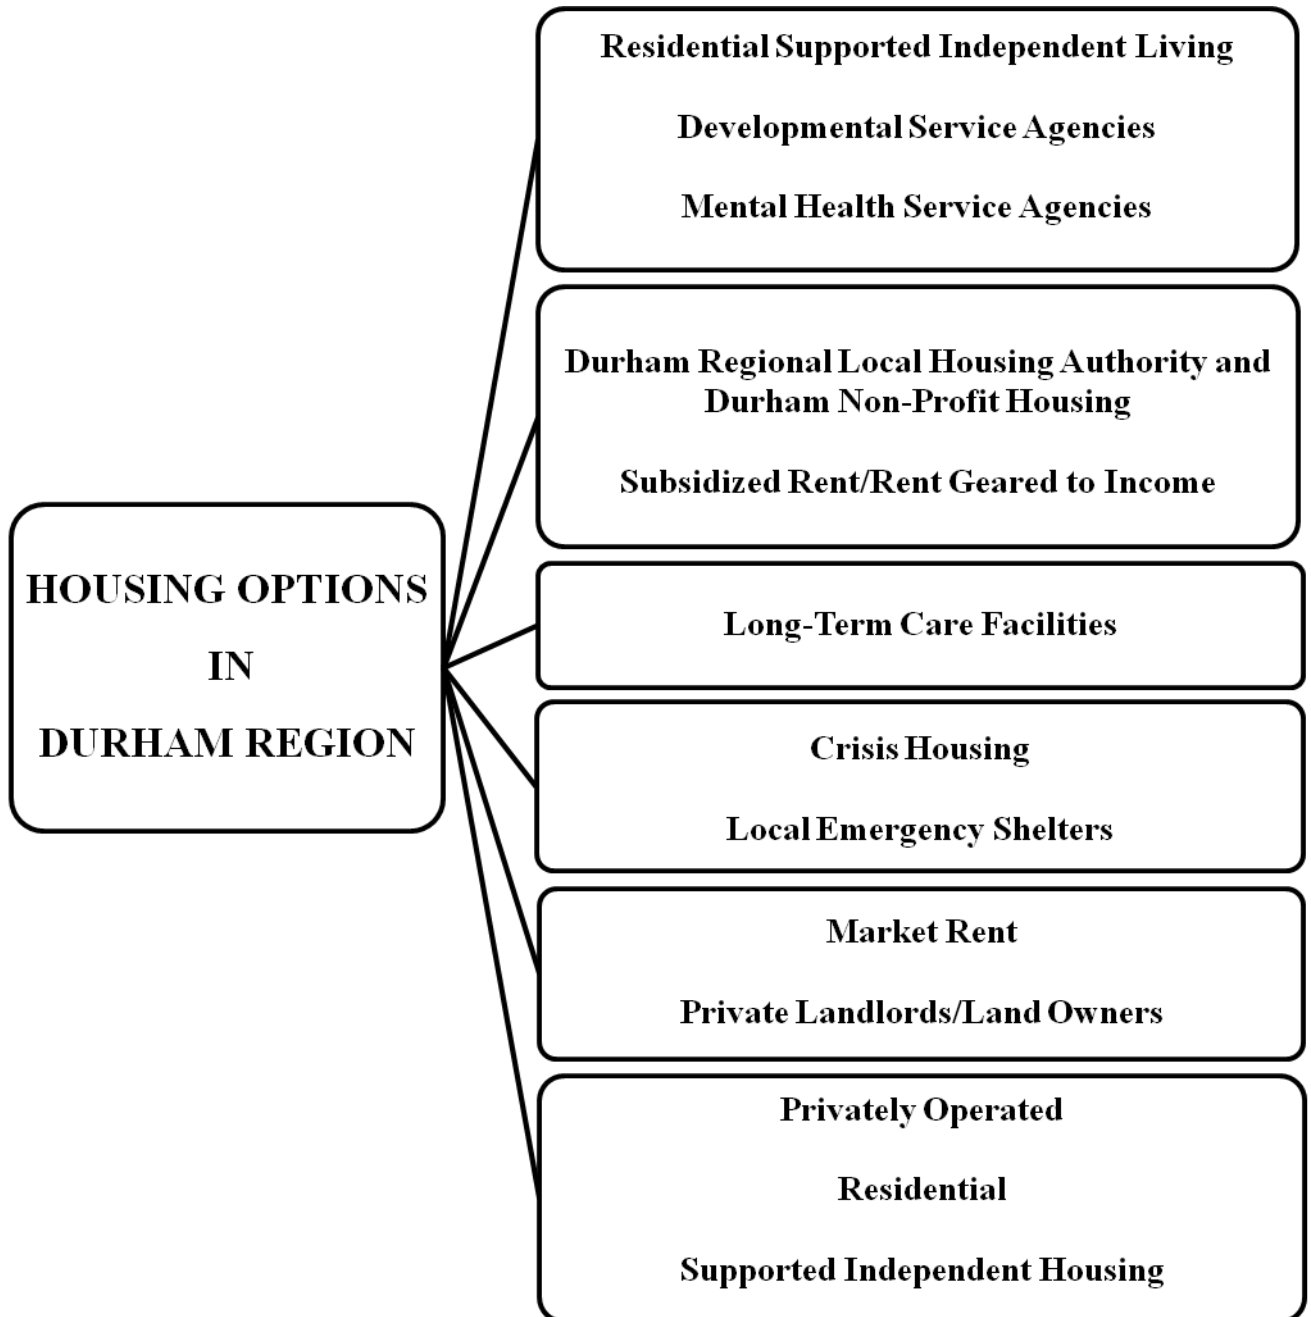 Residential Supported Independent Living
Developmental Service Agencies
Mental Health Service Agencies
Durham Regional Local Housing Authority and
Durham Non-Profit Housing
Subsidized Rent/Rent Geared to Income
HOUSING OPTIONS
IN
DURHAM REGION
Long-Term Care Facilities
Crisis Housing
Local Emergency Shelters
Market Rent
Private Landlords/Land Owners
Privately Operated
Residential
Supported Independent Housing